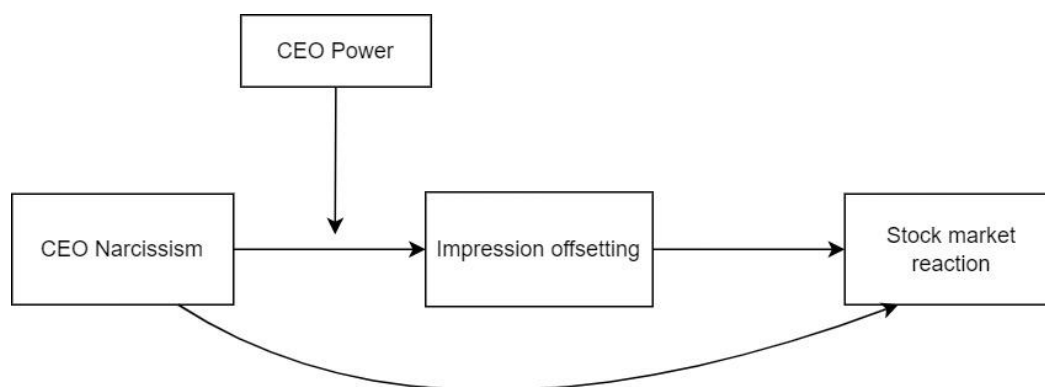 CEO Power
CEO Narcissism
Impression offsetting
Stock market
reaction